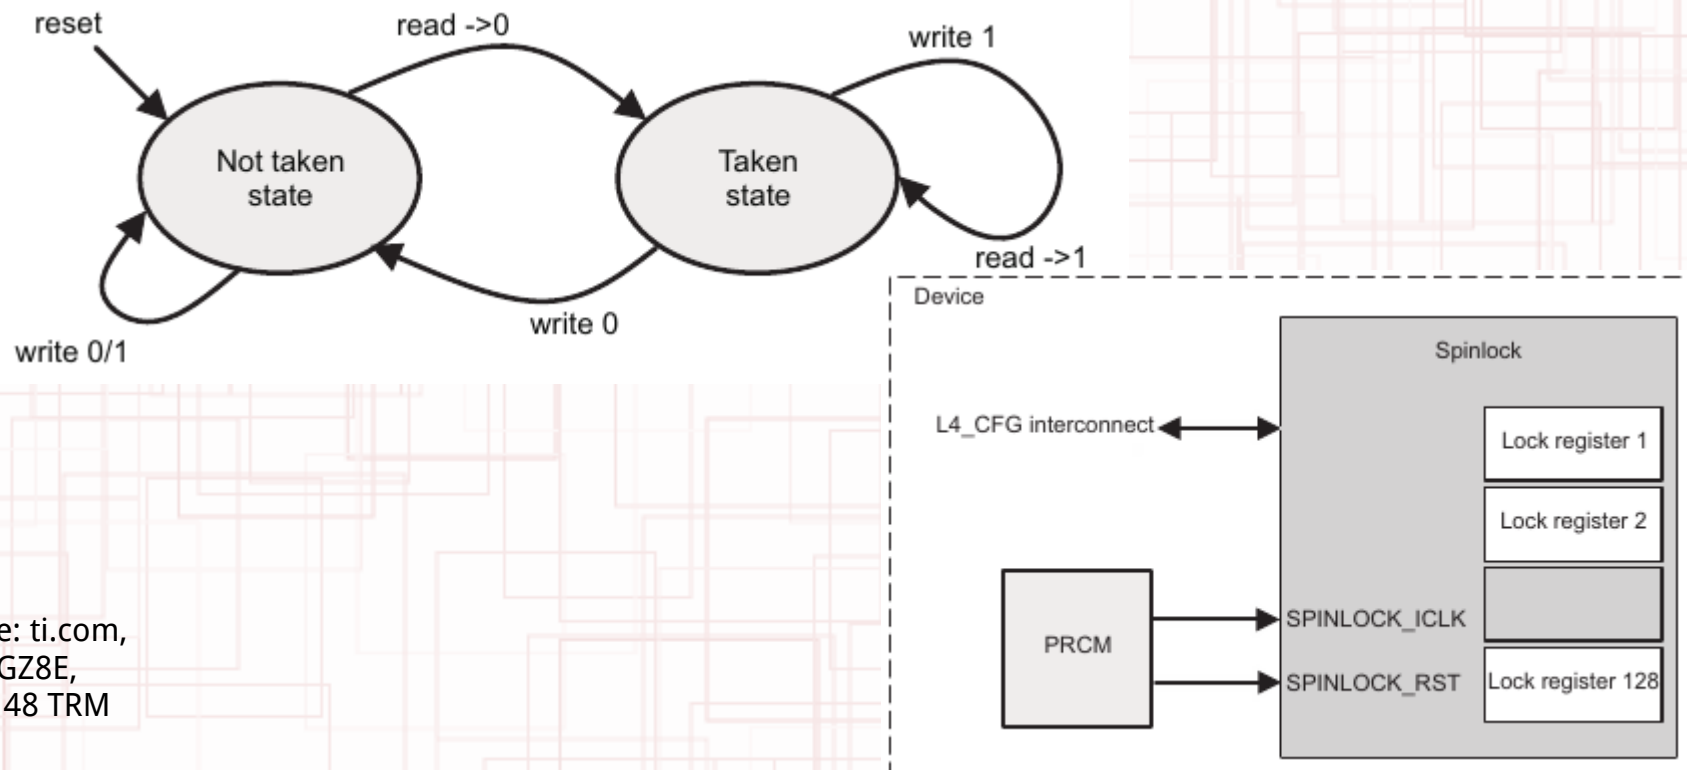 reset
read ->0
write 1
Not taken
state
Taken
state
read ->1
write 0
write 0/1
Device
Spinlock
L4_CFG interconnect
Lock register 1
Lock register 2
PRCM
SPINLOCK_ICLK
SPINLOCK_RST
Lock register 128
e: ti.com,
GZ8E,
48 TRM